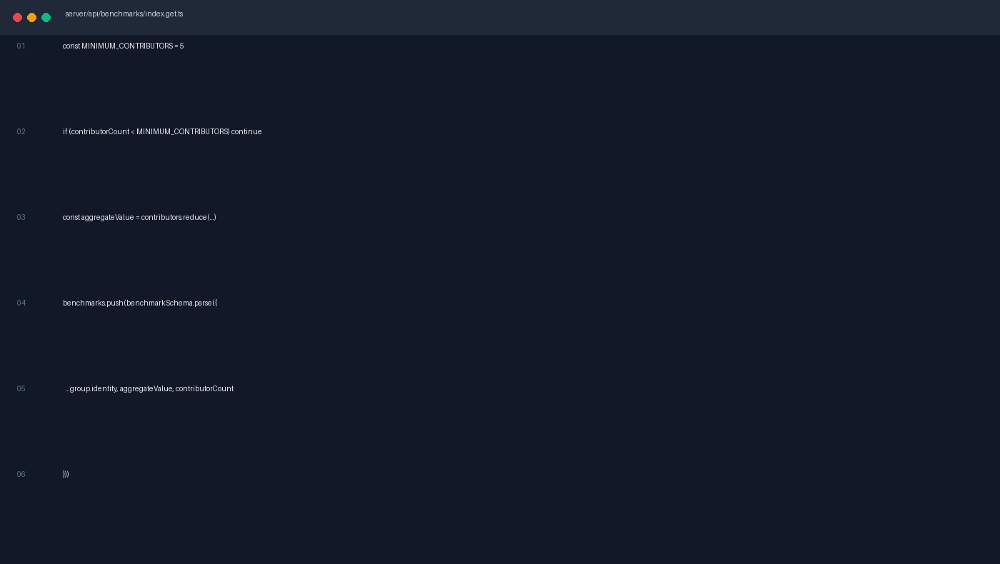 server/api/benchmarks/index.get.ts
01 const MINIMUM_CONTRIBUTORS = 5
02 if (contributorCount < MINIMUM_CONTRIBUTORS) continue
03 const aggregateValue = contributors.reduce(...)
04 benchmarks.push(benchmarkSchema.parse({
05 ...group.identity, aggregateValue, contributorCount
06 }))